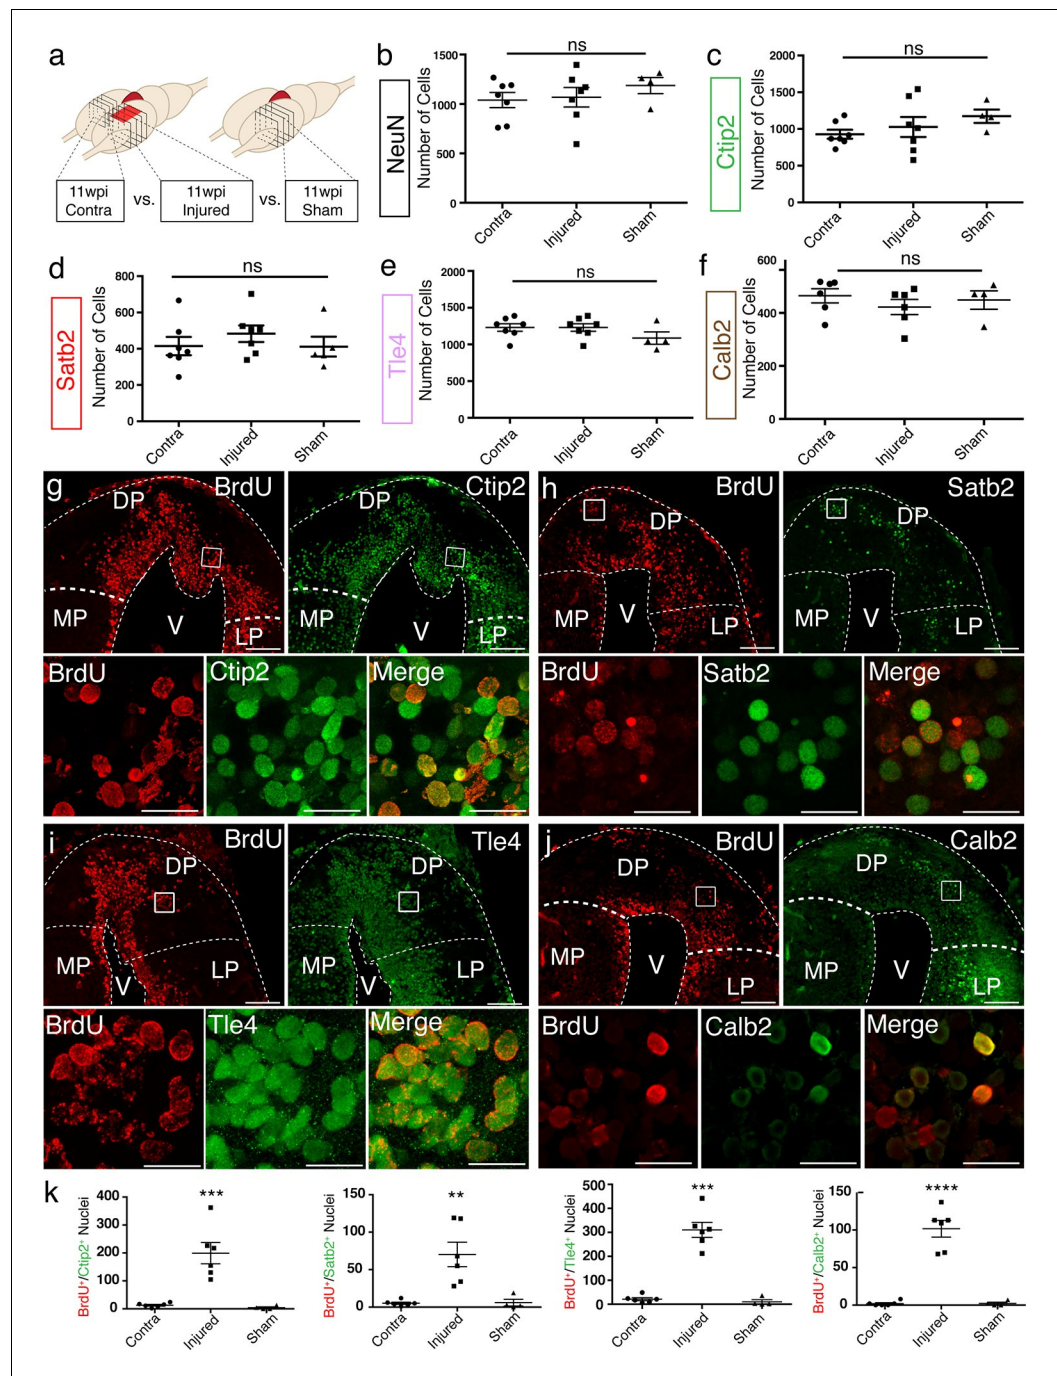 a
11wpi
Contra
vs.
11wpi
Injured
vs.
11wpi
Sham
b
NeuN
Number of Cells
ns
1500
1000
500
0
Contra
Injured
Sham
c
Ctip2
Number of Cells
ns
2000
1500
1000
500
0
Contra
Injured
Sham
d
Satb2
Number of Cells
ns
800
600
400
200
0
Contra
Injured
Sham
e
Tle4
Number of Cells
ns
2000
1500
1000
500
0
Contra
Injured
Sham
f
Calb2
Number of Cells
ns
600
400
200
0
Contra
Injured
Sham
g
BrdU
DP
MP
V
LP
Ctip2
DP
MP
V
LP
BrdU
Ctip2
Merge
h
BrdU
DP
MP
V
LP
Satb2
DP
MP
V
LP
BrdU
Satb2
Merge
i
BrdU
DP
MP
V
LP
Tle4
DP
MP
V
LP
BrdU
Tle4
Merge
j
BrdU
DP
MP
V
LP
Calb2
DP
MP
V
LP
BrdU
Calb2
Merge
k
BrdU⁺/Ctip2⁺ Nuclei
***
400
300
200
100
0
Contra
Injured
Sham
BrdU⁺/Satb2⁺ Nuclei
**
150
100
50
0
Contra
Injured
Sham
BrdU⁺/Tle4⁺ Nuclei
***
500
400
300
200
100
0
Contra
Injured
Sham
BrdU⁺/Calb2⁺ Nuclei
****
150
100
50
0
Contra
Injured
Sham